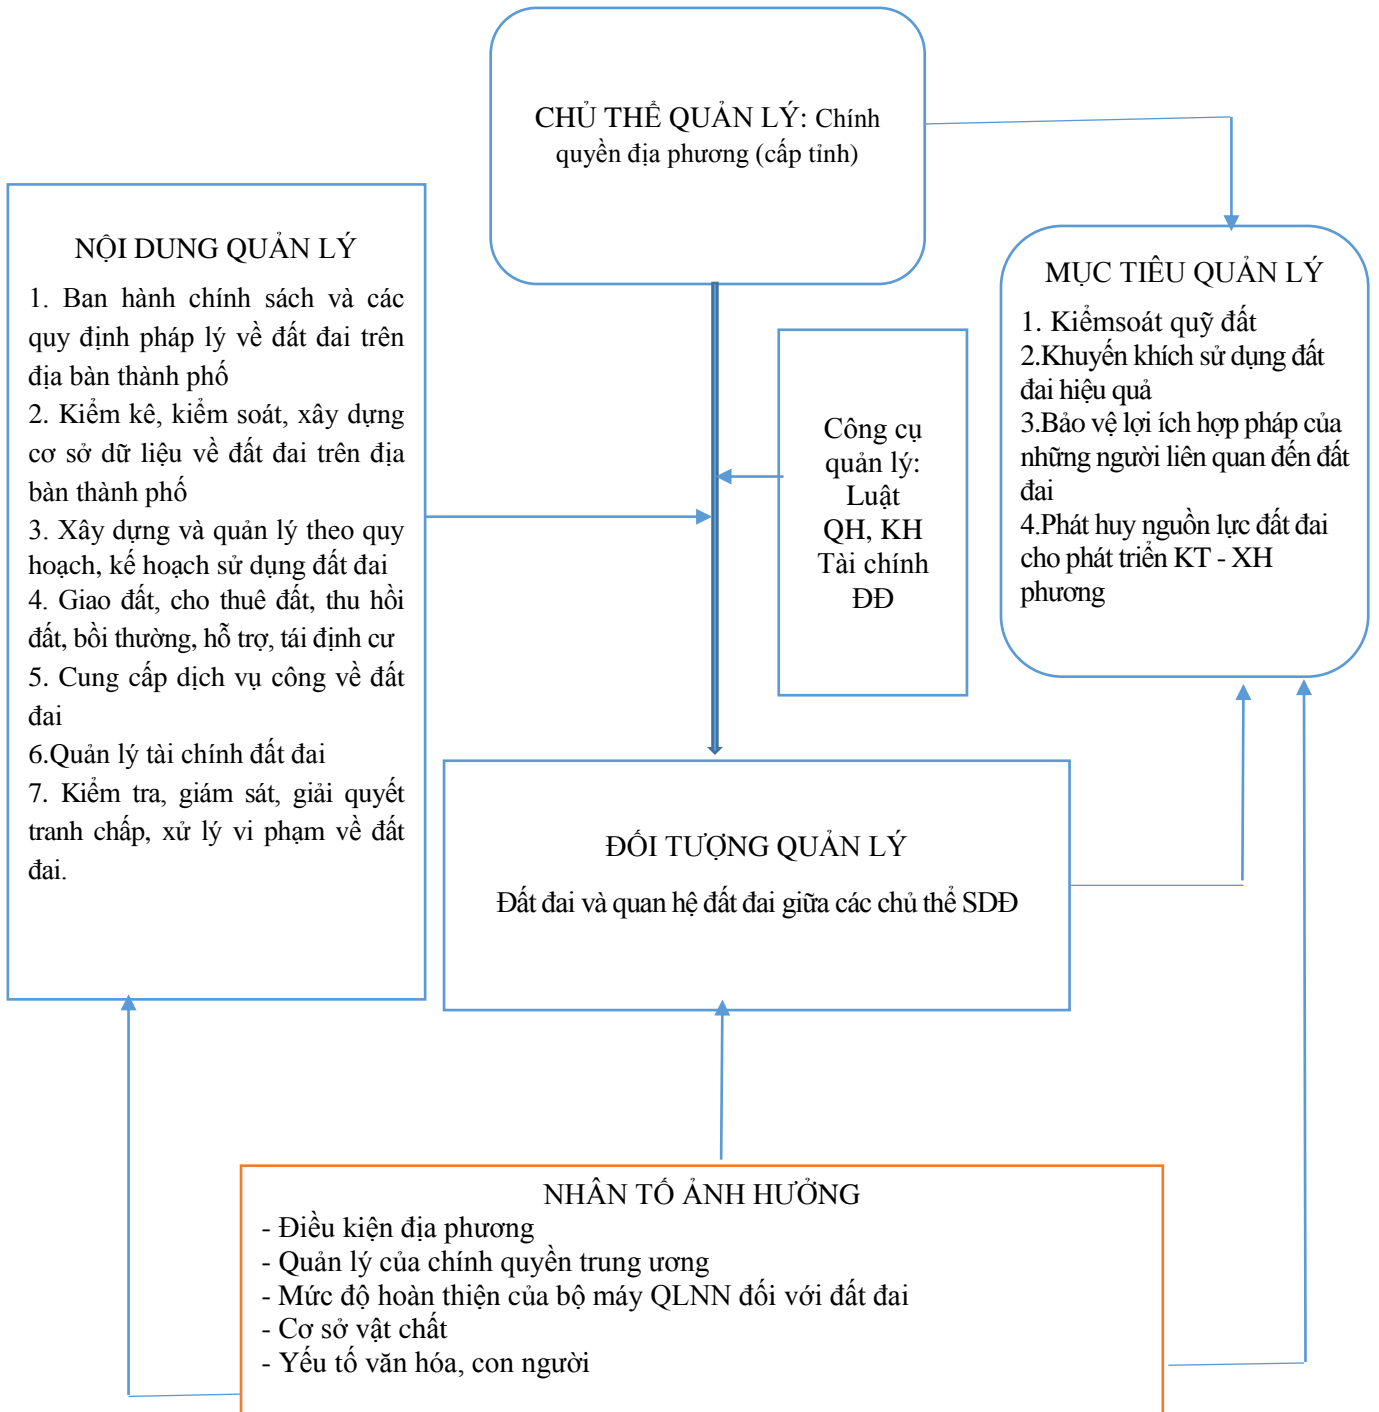 CHỦ THỂ QUẢN LÝ: Chính
quyền địa phương (cấp tỉnh)
NỘI DUNG QUẢN LÝ
1. Ban hành chính sách và các
quy định pháp lý về đất đai trên
địa bàn thành phố
2. Kiểm kê, kiểm soát, xây dựng
cơ sở dữ liệu về đất đai trên địa
bàn thành phố
3. Xây dựng và quản lý theo quy
hoạch, kế hoạch sử dụng đất đai
4. Giao đất, cho thuê đất, thu hồi
đất, bồi thường, hỗ trợ, tái định cư
5. Cung cấp dịch vụ công về đất
đai
6.Quản lý tài chính đất đai
7. Kiểm tra, giám sát, giải quyết
tranh chấp, xử lý vi phạm về đất
đai.
Công cụ
quản lý:
Luật
QH, KH
Tài chính
ĐĐ
MỤC TIÊU QUẢN LÝ
1. Kiểmsoát quỹ đất
2.Khuyến khích sử dụng đất
đai hiệu quả
3.Bảo vệ lợi ích hợp pháp của
những người liên quan đến đất
đai
4.Phát huy nguồn lực đất đai
cho phát triển KT - XH
phương
ĐỐI TƯỢNG QUẢN LÝ
Đất đai và quan hệ đất đai giữa các chủ thể SDĐ
NHÂN TỐ ẢNH HƯỞNG
- Điều kiện địa phương
- Quản lý của chính quyền trung ương
- Mức độ hoàn thiện của bộ máy QLNN đối với đất đai
- Cơ sở vật chất
- Yếu tố văn hóa, con người